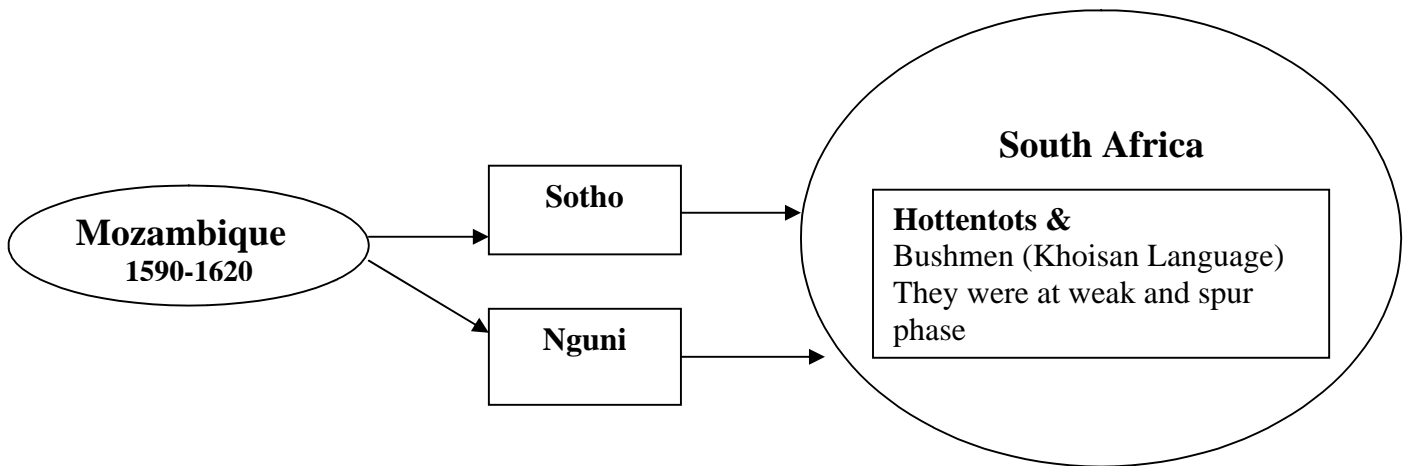 Mozambique
1590-1620
Sotho
Nguni
South Africa
Hottentots &
Bushmen (Khoisan Language)
They were at weak and spur
phase